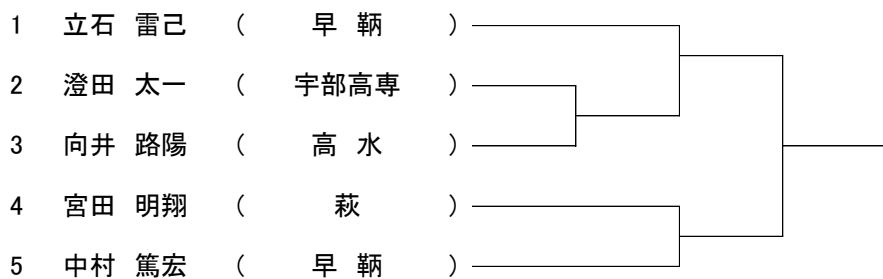 1 立石 雷己 ( 早 鞆 )
2 澄田 太一 ( 宇部高専 )
3 向井 路陽 ( 高 水 )
4 宮田 明翔 ( 萩 )
5 中村 篤宏 ( 早 鞆 )